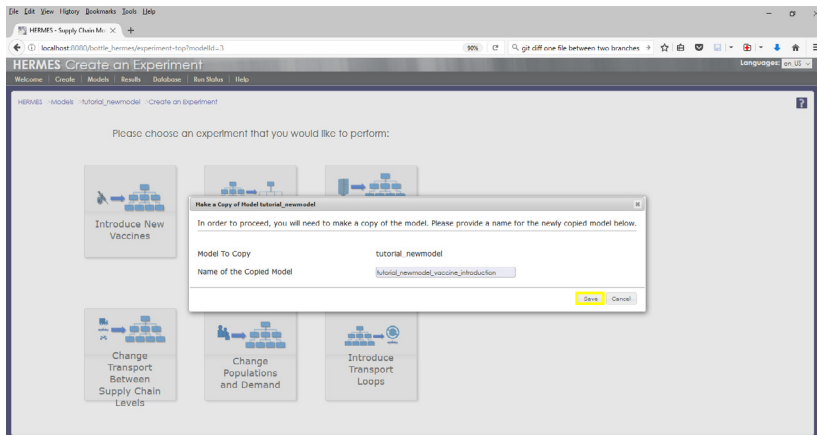 File Edit View History Bookmarks Tools Help
HERMES - Supply Chain Mo
localhost:8080/bottle_hermes/experiment-top?modelId=3
90%
git diff one file between two branches
HERMES Create an Experiment
Languages: en_US
Welcome Create Models Results Database Run Status Help
HERMES >Models >tutorial_newmodel >Create an Experiment
?
Please choose an experiment that you would like to perform:
Introduce New
Vaccines
Make a Copy of Model tutorial_newmodel
In order to proceed, you will need to make a copy of the model. Please provide a name for the newly copied model below.
Model To Copy tutorial_newmodel
Name of the Copied Model tutorial_newmodel_vaccine_introduction
Save Cancel
Change
Transport
Between
Supply Chain
Levels
Change
Populations
and Demand
Introduce
Transport
Loops